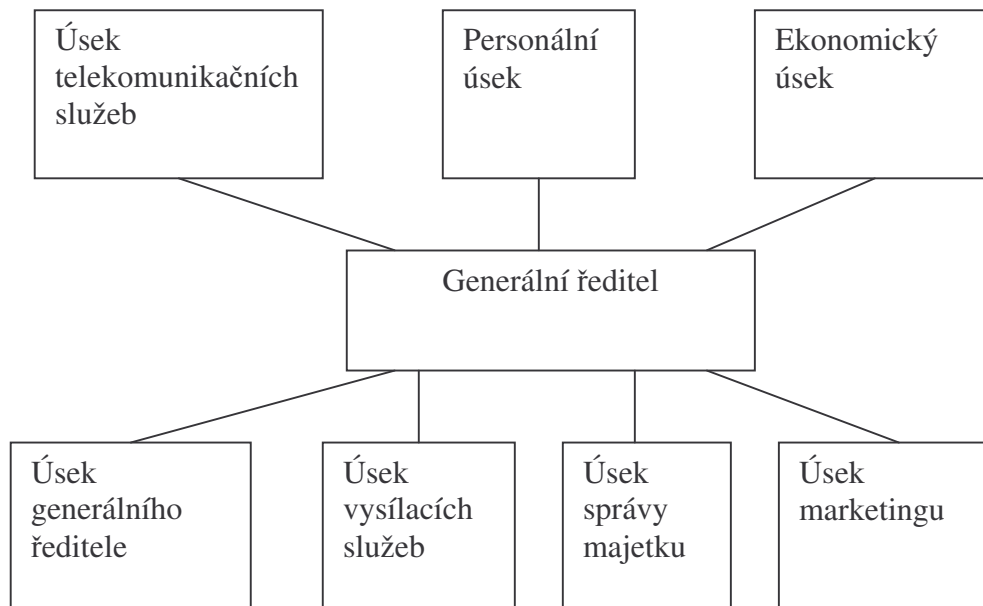 Úsek
telekomunikačních
služeb
Personální
úsek
Ekonomický
úsek
Generální ředitel
Úsek
generálního
ředitele
Úsek
vysílacích
služeb
Úsek
správy
majetku
Úsek
marketingu